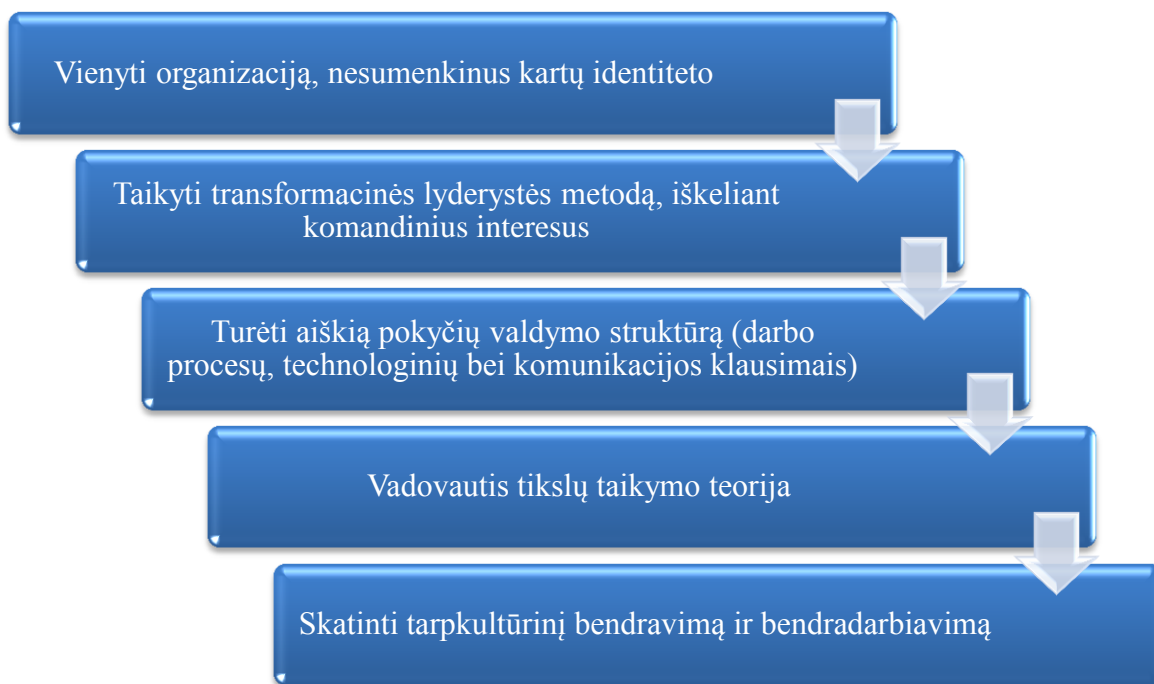 Vienyti organizaciją, nesumenkinus kartų identiteto
Taikyti transformacinės lyderystės metodą, iškeliant
komandinius interesus
Turėti aiškią pokyčių valdymo struktūrą (darbo
procesų, technologinių bei komunikacijos klausimais)
Vadovautis tikslų taikymo teorija
Skatinti tarpkultūrinį bendravimą ir bendradarbiavimą